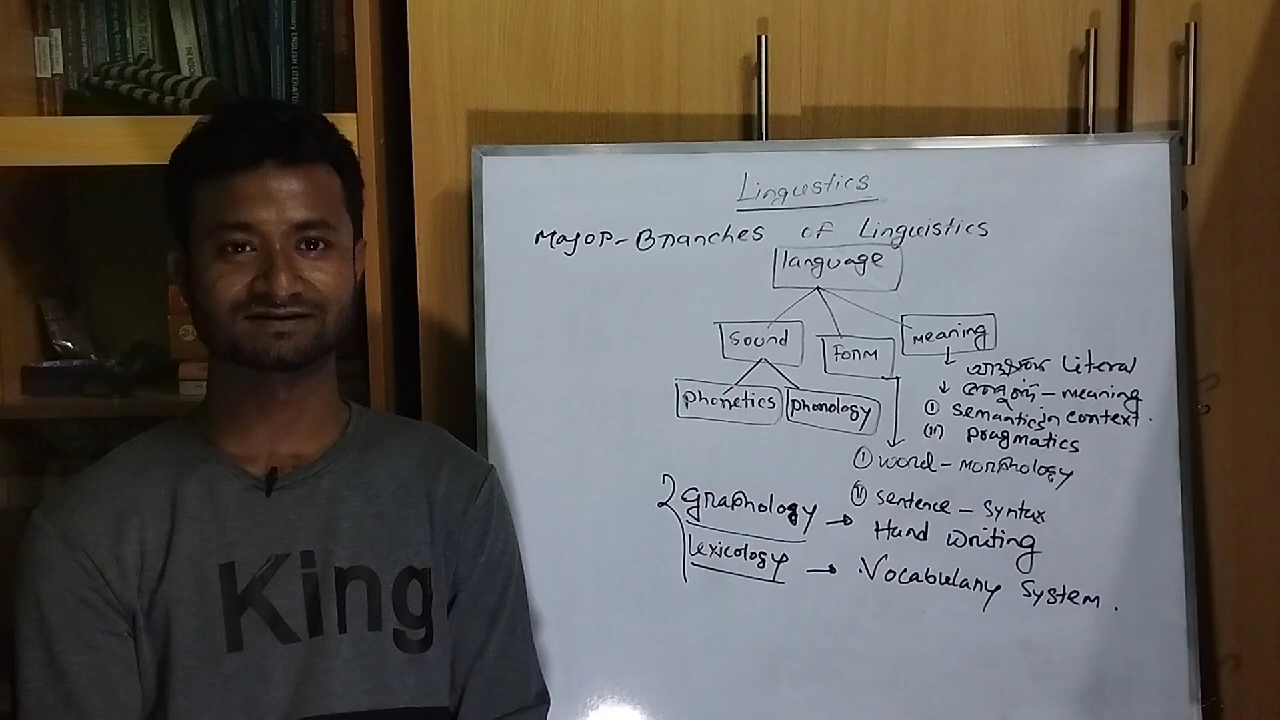 Linguistics
Major-Branches of Linguistics
language
Sound
Form
meaning
Literal
meaning
phonetics
phonology
① Semantics in context.
(ii) pragmatics
① word - morphology
② graphology → Hand writing
(ii) sentence - syntax
lexicology → Vocabulary System.
King